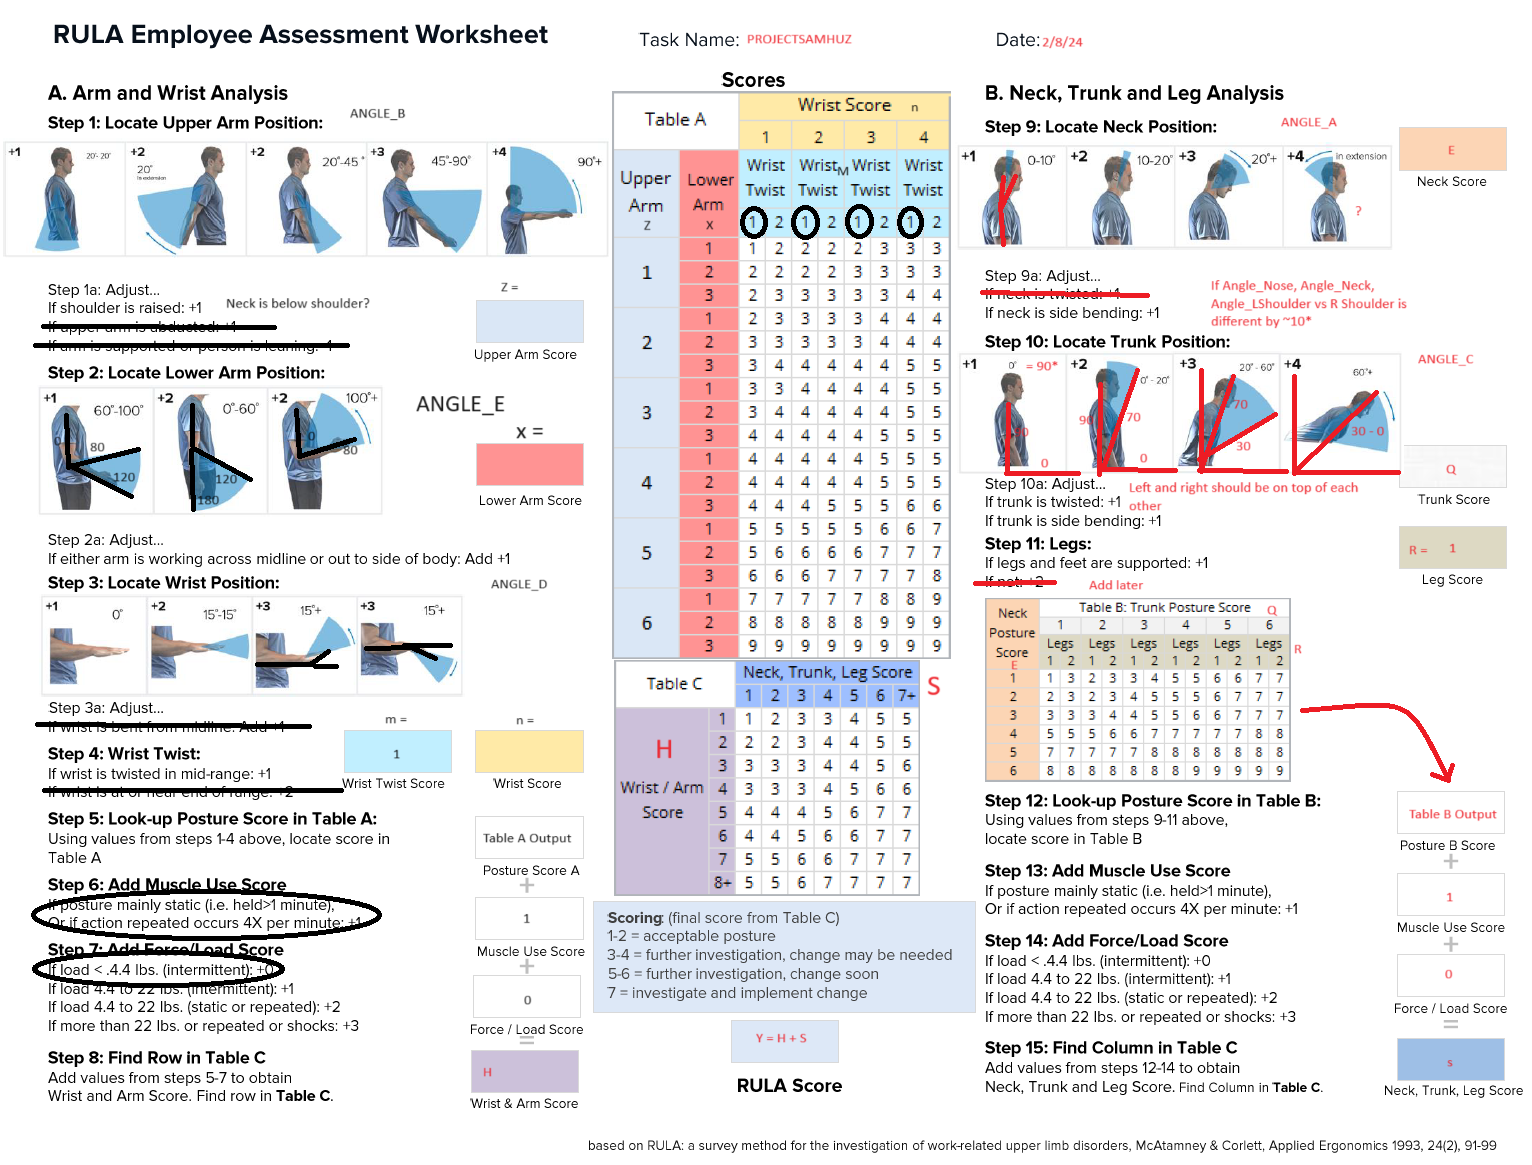 RULA Employee Assessment Worksheet
Task Name: PROJECTSAMHUZ
Date: 2/8/24
A. Arm and Wrist Analysis
ANGLE_B
Step 1: Locate Upper Arm Position:
+1 20°- 20° +2 20° in extension +2 20°-45° +3 45°-90° +4 90°+
Step 1a: Adjust...
If shoulder is raised: +1
Neck is below shoulder?
If upper arm is abducted: +1
If arm is supported or person is leaning: -1
Z =
Upper Arm Score
Step 2: Locate Lower Arm Position:
+1 60°-100° +2 0°-60° +2 100°+
80 120 120 180 0 80
ANGLE_E
x =
Lower Arm Score
Step 2a: Adjust...
If either arm is working across midline or out to side of body: Add +1
Step 3: Locate Wrist Position:
ANGLE_D
+1 0° +2 15°-15° +3 15°+ +3 15°+
Step 3a: Adjust...
If wrist is bent from midline: Add +1
m =
n =
Step 4: Wrist Twist:
1
If wrist is twisted in mid-range: +1
If wrist is at or near end of range: +2
Wrist Twist Score
Wrist Score
Step 5: Look-up Posture Score in Table A:
Using values from steps 1-4 above, locate score in
Table A
Table A Output
Posture Score A
+
Step 6: Add Muscle Use Score
If posture mainly static (i.e. held>1 minute),
Or if action repeated occurs 4X per minute: +1
1
Muscle Use Score
+
Step 7: Add Force/Load Score
If load < .4.4 lbs. (intermittent): +0
If load 4.4 to 22 lbs. (intermittent): +1
If load 4.4 to 22 lbs. (static or repeated): +2
If more than 22 lbs. or repeated or shocks: +3
0
Force / Load Score
=
Step 8: Find Row in Table C
Add values from steps 5-7 to obtain
Wrist and Arm Score. Find row in Table C.
H
Wrist & Arm Score
Scores
Table A
Wrist Score n
1 2 3 4
Upper Arm Z
Lower Arm x
Wrist Twist Wrist Twist Wrist Twist Wrist Twist
M
1 2 1 2 1 2 1 2
1
1 1 2 2 2 2 3 3 3
2 2 2 2 2 3 3 3 3
3 2 3 3 3 3 3 4 4
2
1 2 3 3 3 3 4 4 4
2 3 3 3 3 3 4 4 4
3 3 4 4 4 4 4 5 5
3
1 3 3 4 4 4 4 5 5
2 3 4 4 4 4 4 5 5
3 4 4 4 4 4 5 5 5
4
1 4 4 4 4 4 5 5 5
2 4 4 4 4 4 5 5 5
3 4 4 4 5 5 5 6 6
5
1 5 5 5 5 5 6 6 7
2 5 6 6 6 6 7 7 7
3 6 6 6 7 7 7 7 8
6
1 7 7 7 7 7 8 8 9
2 8 8 8 8 8 9 9 9
3 9 9 9 9 9 9 9 9
Table C
Neck, Trunk, Leg Score
S
1 2 3 4 5 6 7+
H
Wrist / Arm
Score
1 1 2 3 3 4 5 5
2 2 2 3 4 4 5 5
3 3 3 3 4 4 5 6
4 3 3 3 4 5 6 6
5 4 4 4 5 6 7 7
6 4 4 5 6 6 7 7
7 5 5 6 6 7 7 7
8+ 5 5 6 7 7 7 7
Scoring: (final score from Table C)
1-2 = acceptable posture
3-4 = further investigation, change may be needed
5-6 = further investigation, change soon
7 = investigate and implement change
Y = H + S
RULA Score
B. Neck, Trunk and Leg Analysis
Step 9: Locate Neck Position:
ANGLE_A
+1 0-10° +2 10-20° +3 20°+ +4 in extension
?
E
Neck Score
Step 9a: Adjust...
If neck is twisted: +1
If neck is side bending: +1
If Angle_Nose, Angle_Neck,
Angle_LShoulder vs R Shoulder is
different by ~10*
Step 10: Locate Trunk Position:
ANGLE_C
+1 0° = 90* +2 0°- 20° +3 20°- 60° +4 60°+
0 90 70 0 70 30 30 - 0
Q
Trunk Score
Step 10a: Adjust...
If trunk is twisted: +1
If trunk is side bending: +1
Left and right should be on top of each
other
Step 11: Legs:
If legs and feet are supported: +1
If not: +2
Add later
R = 1
Leg Score
Neck Posture Score E
Table B: Trunk Posture Score Q
1 2 3 4 5 6
Legs Legs Legs Legs Legs Legs
R
1 2 1 2 1 2 1 2 1 2 1 2
1 1 3 2 3 3 4 5 5 6 6 7 7
2 2 3 2 3 4 5 5 5 6 7 7 7
3 3 3 3 4 4 5 5 6 6 7 7 7
4 5 5 5 6 6 7 7 7 7 7 8 8
5 7 7 7 7 7 8 8 8 8 8 8 8
6 8 8 8 8 8 8 8 9 9 9 9 9
Step 12: Look-up Posture Score in Table B:
Using values from steps 9-11 above,
locate score in Table B
Table B Output
Posture B Score
+
Step 13: Add Muscle Use Score
If posture mainly static (i.e. held>1 minute),
Or if action repeated occurs 4X per minute: +1
1
Muscle Use Score
+
Step 14: Add Force/Load Score
If load < .4.4 lbs. (intermittent): +0
If load 4.4 to 22 lbs. (intermittent): +1
If load 4.4 to 22 lbs. (static or repeated): +2
If more than 22 lbs. or repeated or shocks: +3
0
Force / Load Score
=
Step 15: Find Column in Table C
Add values from steps 12-14 to obtain
Neck, Trunk and Leg Score. Find Column in Table C.
s
Neck, Trunk, Leg Score
based on RULA: a survey method for the investigation of work-related upper limb disorders, McAtamney & Corlett, Applied Ergonomics 1993, 24(2), 91-99